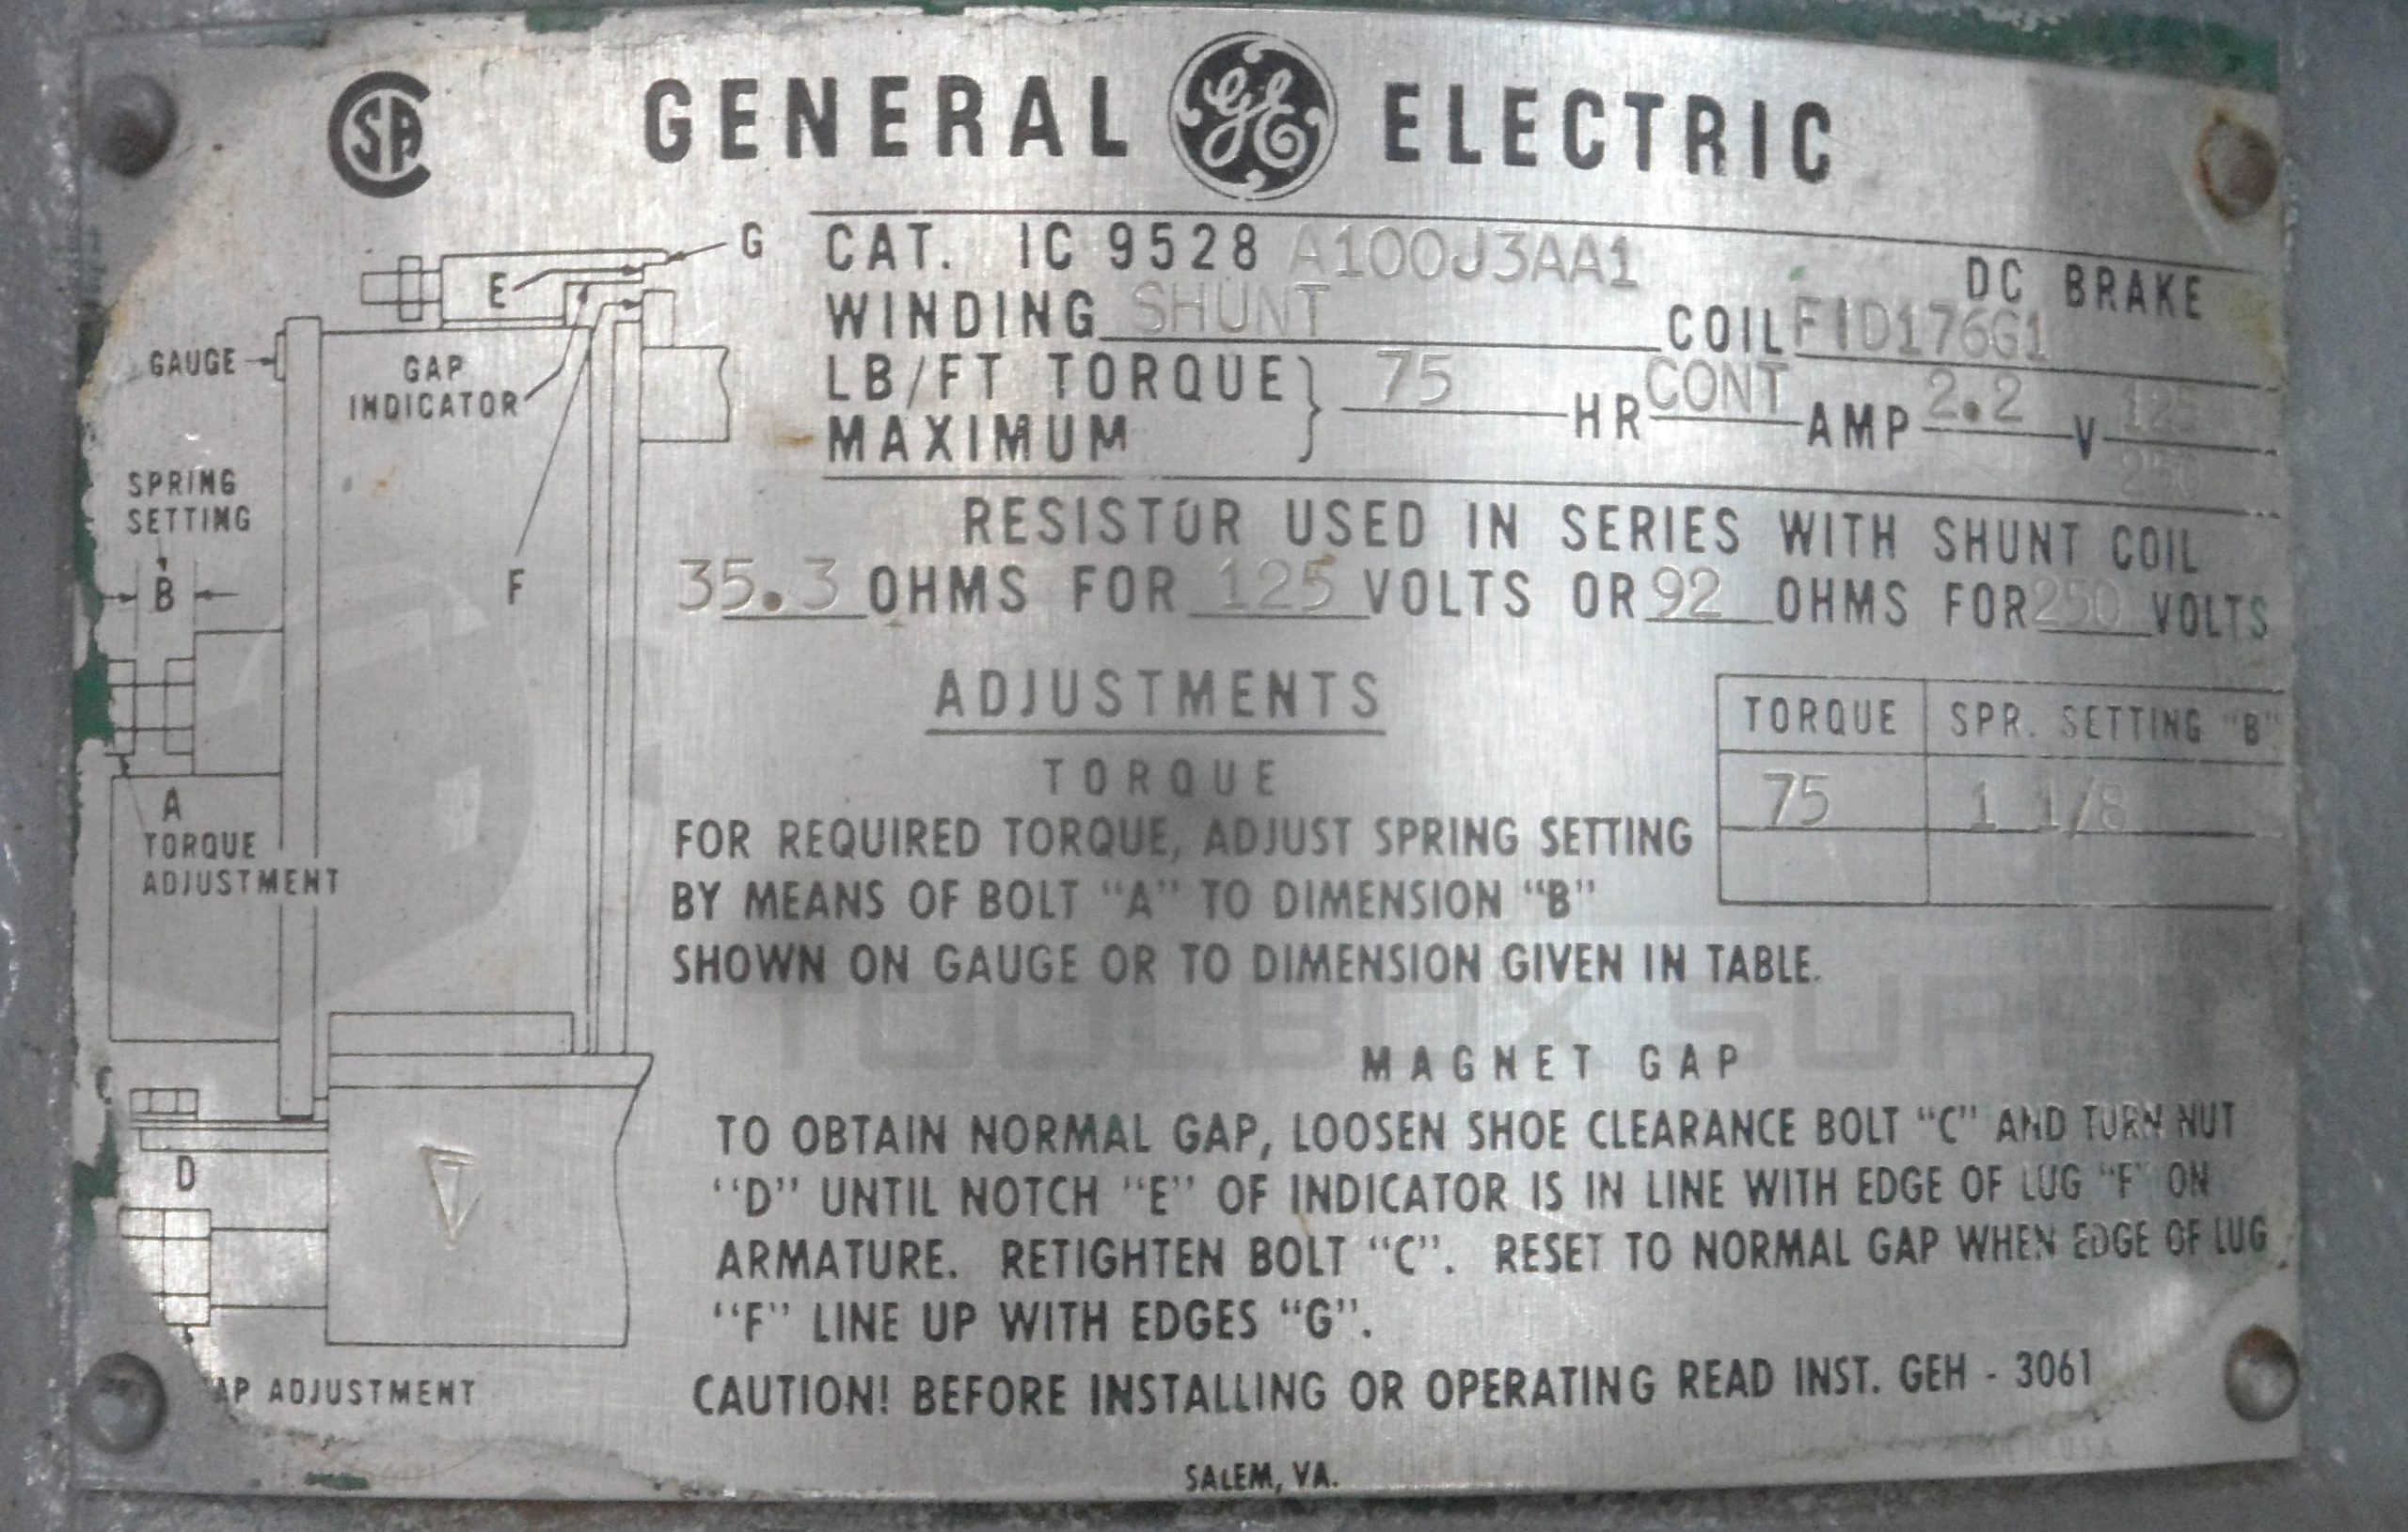 CSA
GENERAL GE ELECTRIC
CAT. IC 9528 A100J3AA1
DC BRAKE
WINDING SHUNT COIL F1D176G1
LB/FT TORQUE MAXIMUM } 75 HR CONT AMP 2.2 V 125 250
RESISTOR USED IN SERIES WITH SHUNT COIL
35.3 OHMS FOR 125 VOLTS OR 92 OHMS FOR 250 VOLTS
G
E
GAUGE
GAP
INDICATOR
SPRING
SETTING
B
F
A
TORQUE
ADJUSTMENT
C
D
AP ADJUSTMENT
ADJUSTMENTS
TORQUE
FOR REQUIRED TORQUE, ADJUST SPRING SETTING
BY MEANS OF BOLT "A" TO DIMENSION "B"
SHOWN ON GAUGE OR TO DIMENSION GIVEN IN TABLE.
TORQUE SPR. SETTING "B"
75 1 1/8
TOOLBOX SUP
MAGNET GAP
TO OBTAIN NORMAL GAP, LOOSEN SHOE CLEARANCE BOLT "C" AND TURN NUT
"D" UNTIL NOTCH "E" OF INDICATOR IS IN LINE WITH EDGE OF LUG "F" ON
ARMATURE. RETIGHTEN BOLT "C". RESET TO NORMAL GAP WHEN EDGE OF LUG
"F" LINE UP WITH EDGES "G".
CAUTION! BEFORE INSTALLING OR OPERATING READ INST. GEH - 3061
SALEM, VA.
U.S.A.